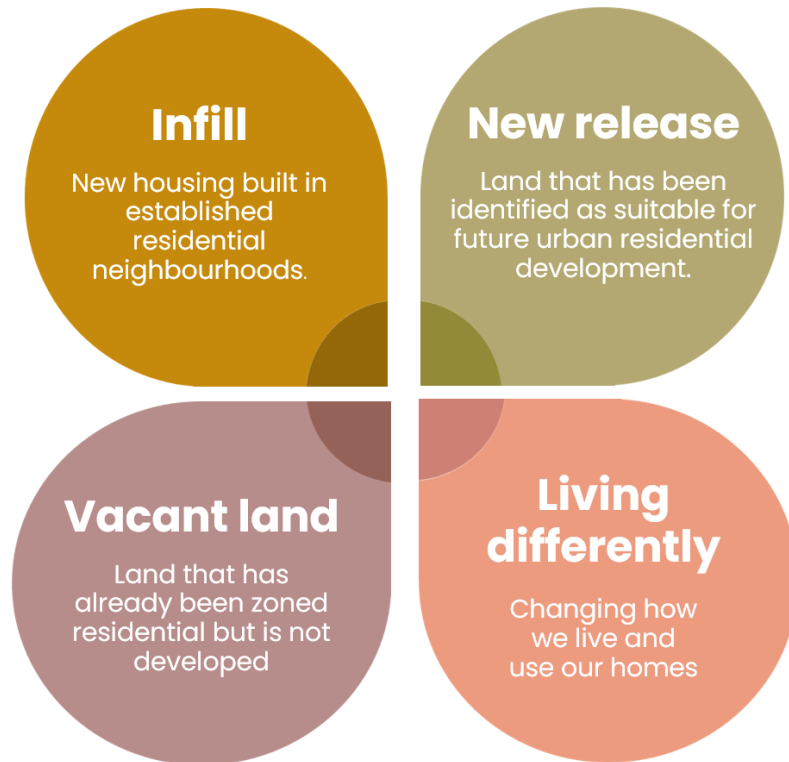 Infill
New housing built in
established
residential
neighbourhoods.
New release
Land that has been
identified as suitable for
future urban residential
development.
Vacant land
Land that has
already been zoned
residential but is not
developed
Living
differently
Changing how
we live and
use our homes